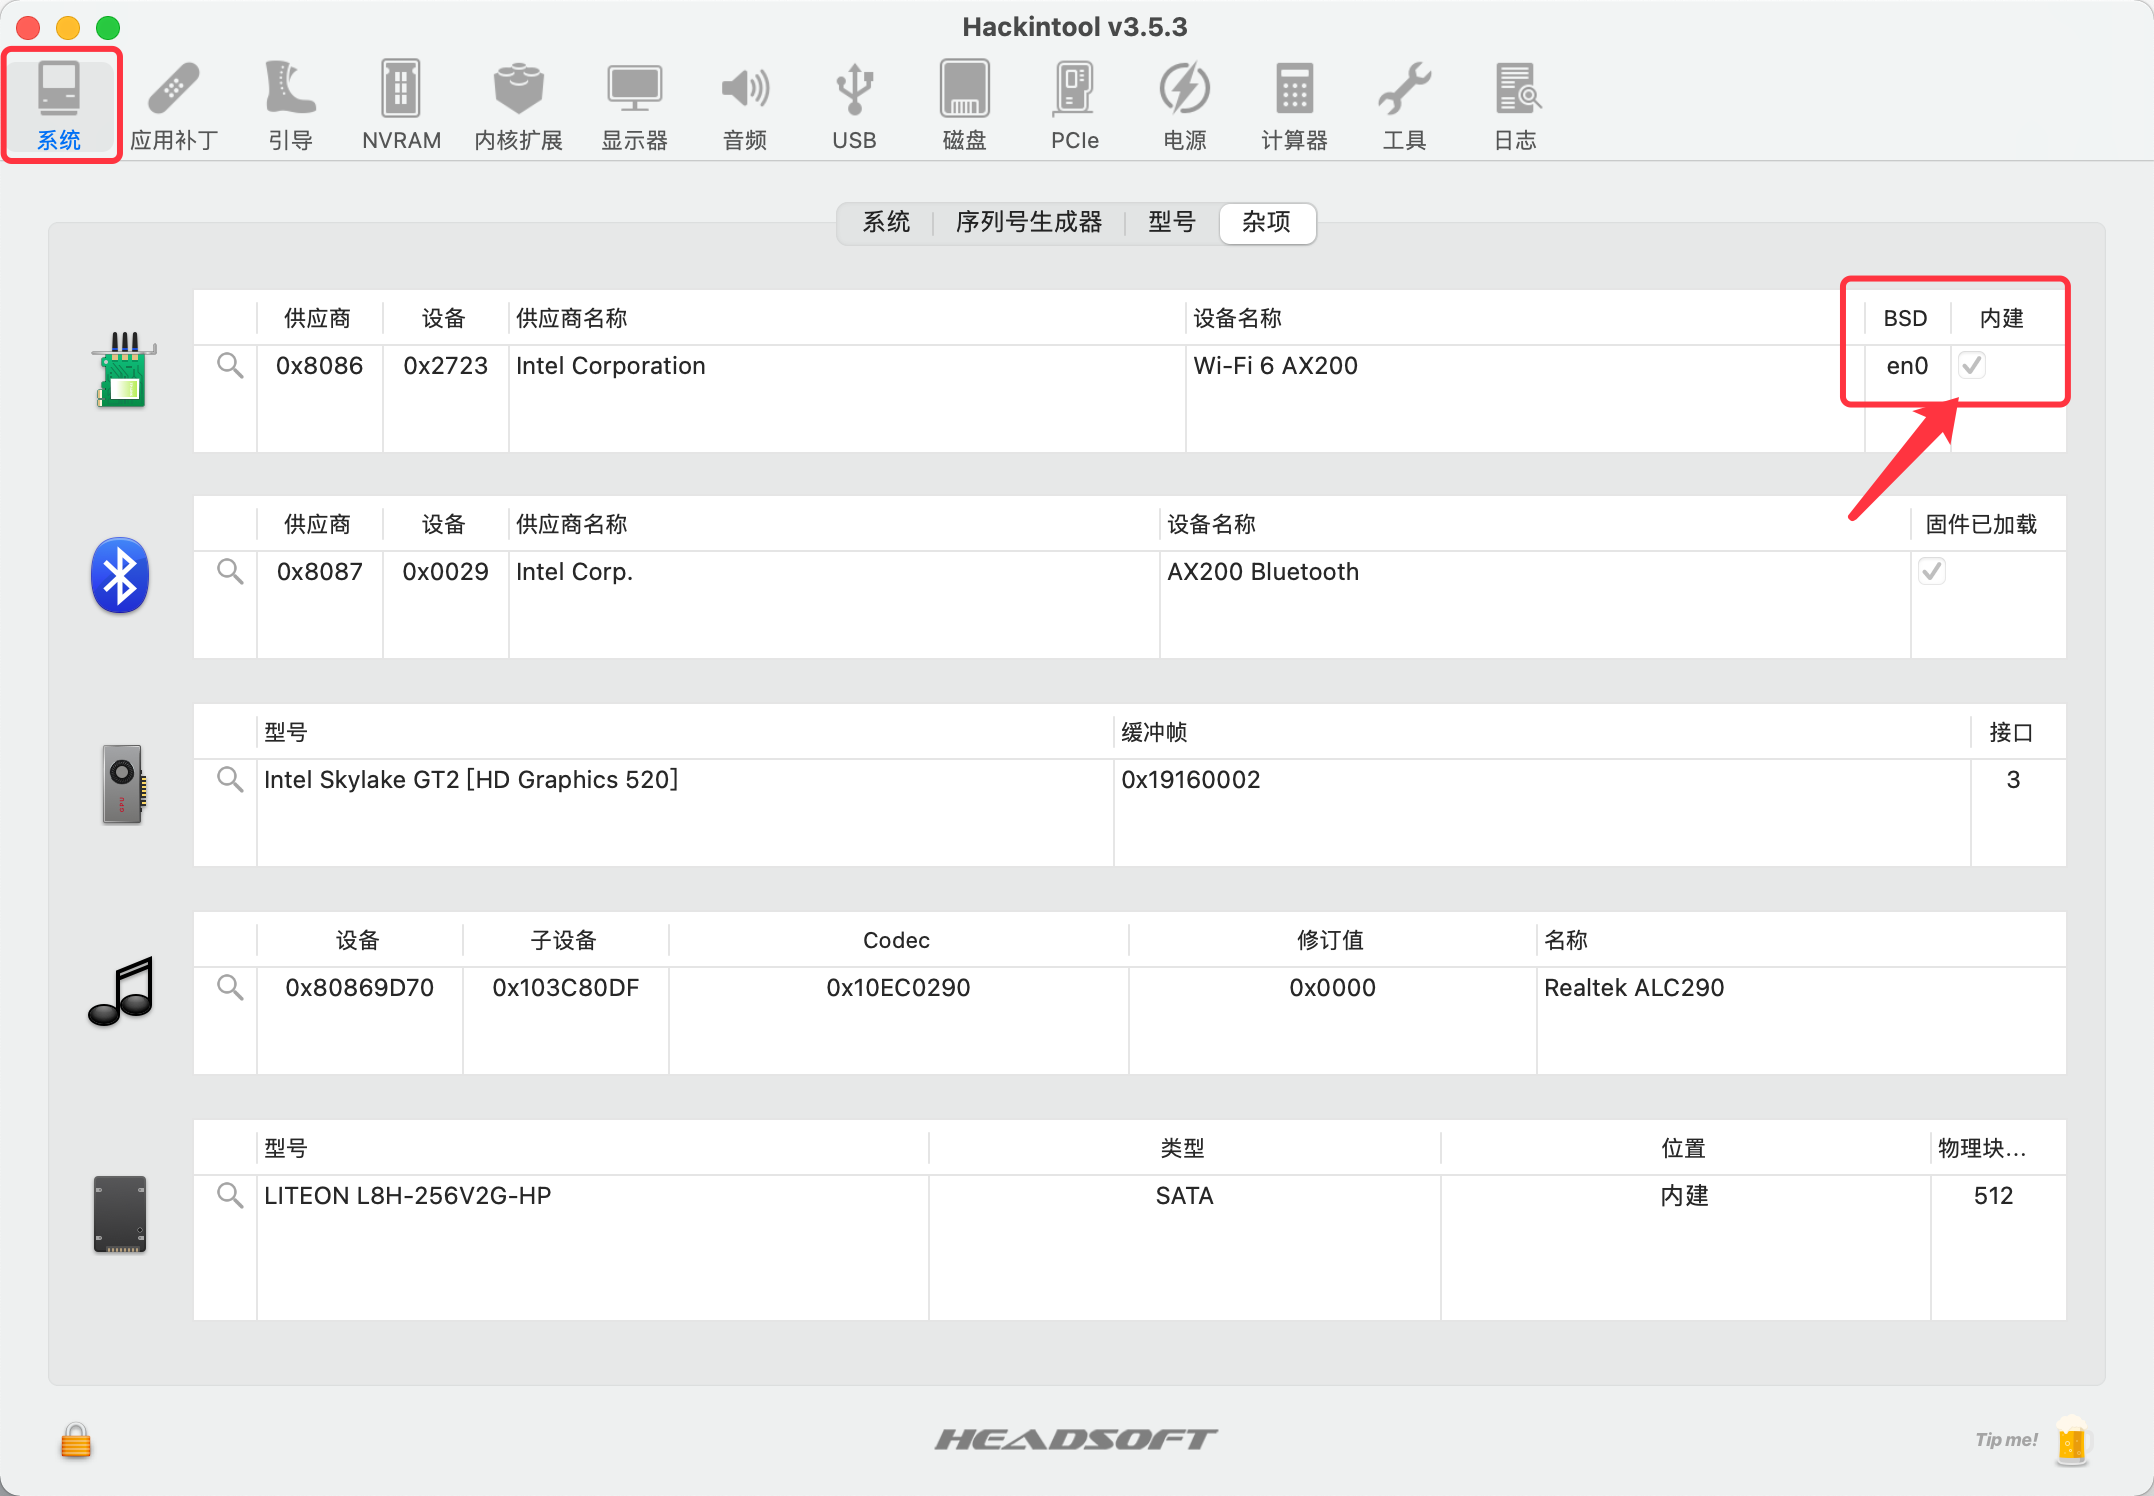 Hackintool v3.5.3
系统 应用补丁 引导 NVRAM 内核扩展 显示器 音频 USB 磁盘 PCIe 电源 计算器 工具 日志
系统 序列号生成器 型号 杂项
供应商 设备 供应商名称 设备名称 BSD 内建
0x8086 0x2723 Intel Corporation Wi-Fi 6 AX200 en0
供应商 设备 供应商名称 设备名称 固件已加载
0x8087 0x0029 Intel Corp. AX200 Bluetooth
型号 缓冲帧 接口
Intel Skylake GT2 [HD Graphics 520] 0x19160002 3
设备 子设备 Codec 修订值 名称
0x80869D70 0x103C80DF 0x10EC0290 0x0000 Realtek ALC290
型号 类型 位置 物理块...
LITEON L8H-256V2G-HP SATA 内建 512
HEADSOFT Tip me!